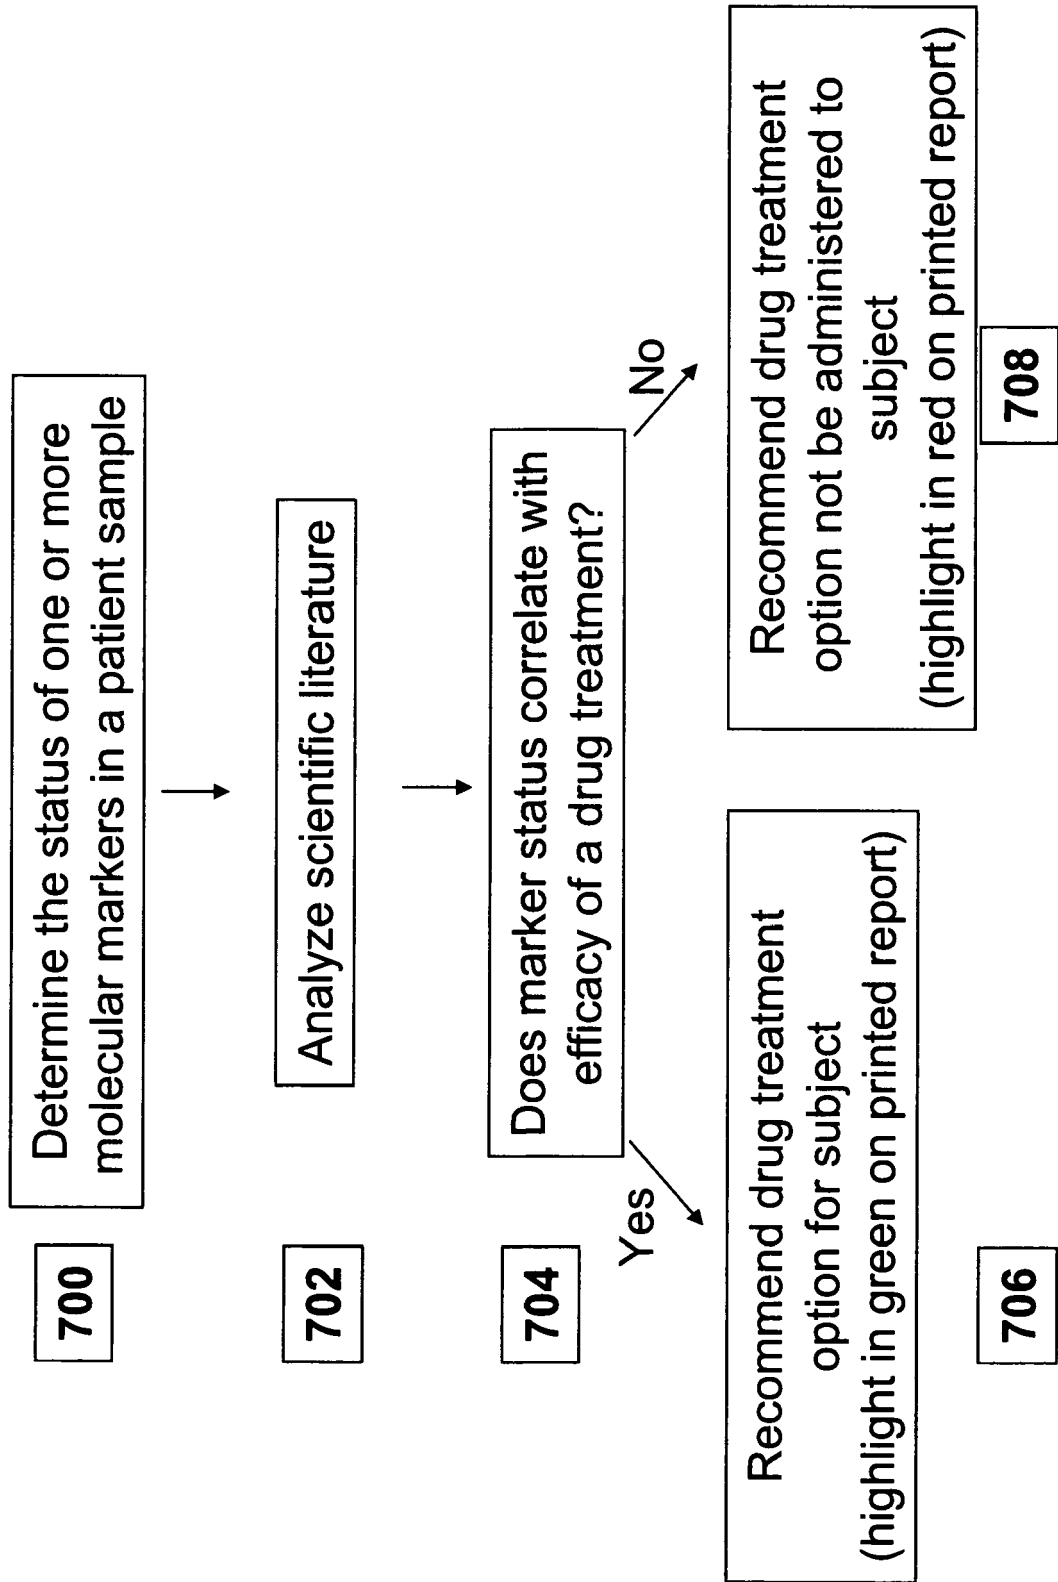 700
Determine the status of one or more
molecular markers in a patient sample
702
Analyze scientific literature
704
Does marker status correlate with
efficacy of a drug treatment?
Yes
No
Recommend drug treatment
option for subject
(highlight in green on printed report)
706
Recommend drug treatment
option not be administered to
subject
(highlight in red on printed report)
708